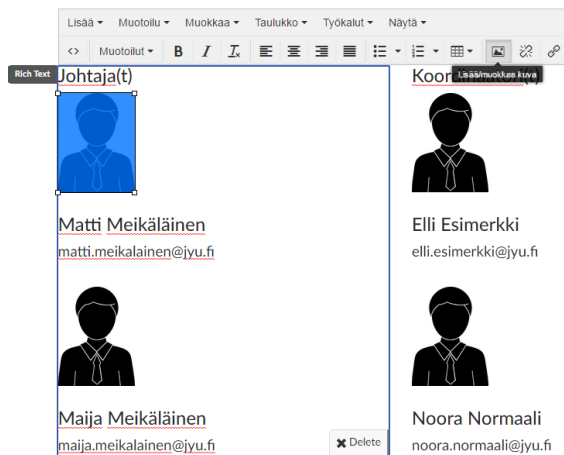 Lisää Muotoilu Muokkaa Taulukko Työkalut Näytä
<> Muotoilut B I Tx
Rich Text
Johtaja(t)
Koordinaattori(t)
Lisää/muokkaa kuva
Matti Meikäläinen
matti.meikalainen@jyu.fi
Elli Esimerkki
elli.esimerkki@jyu.fi
Maija Meikäläinen
maija.meikalainen@jyu.fi
Delete
Noora Normaali
noora.normaali@jyu.fi